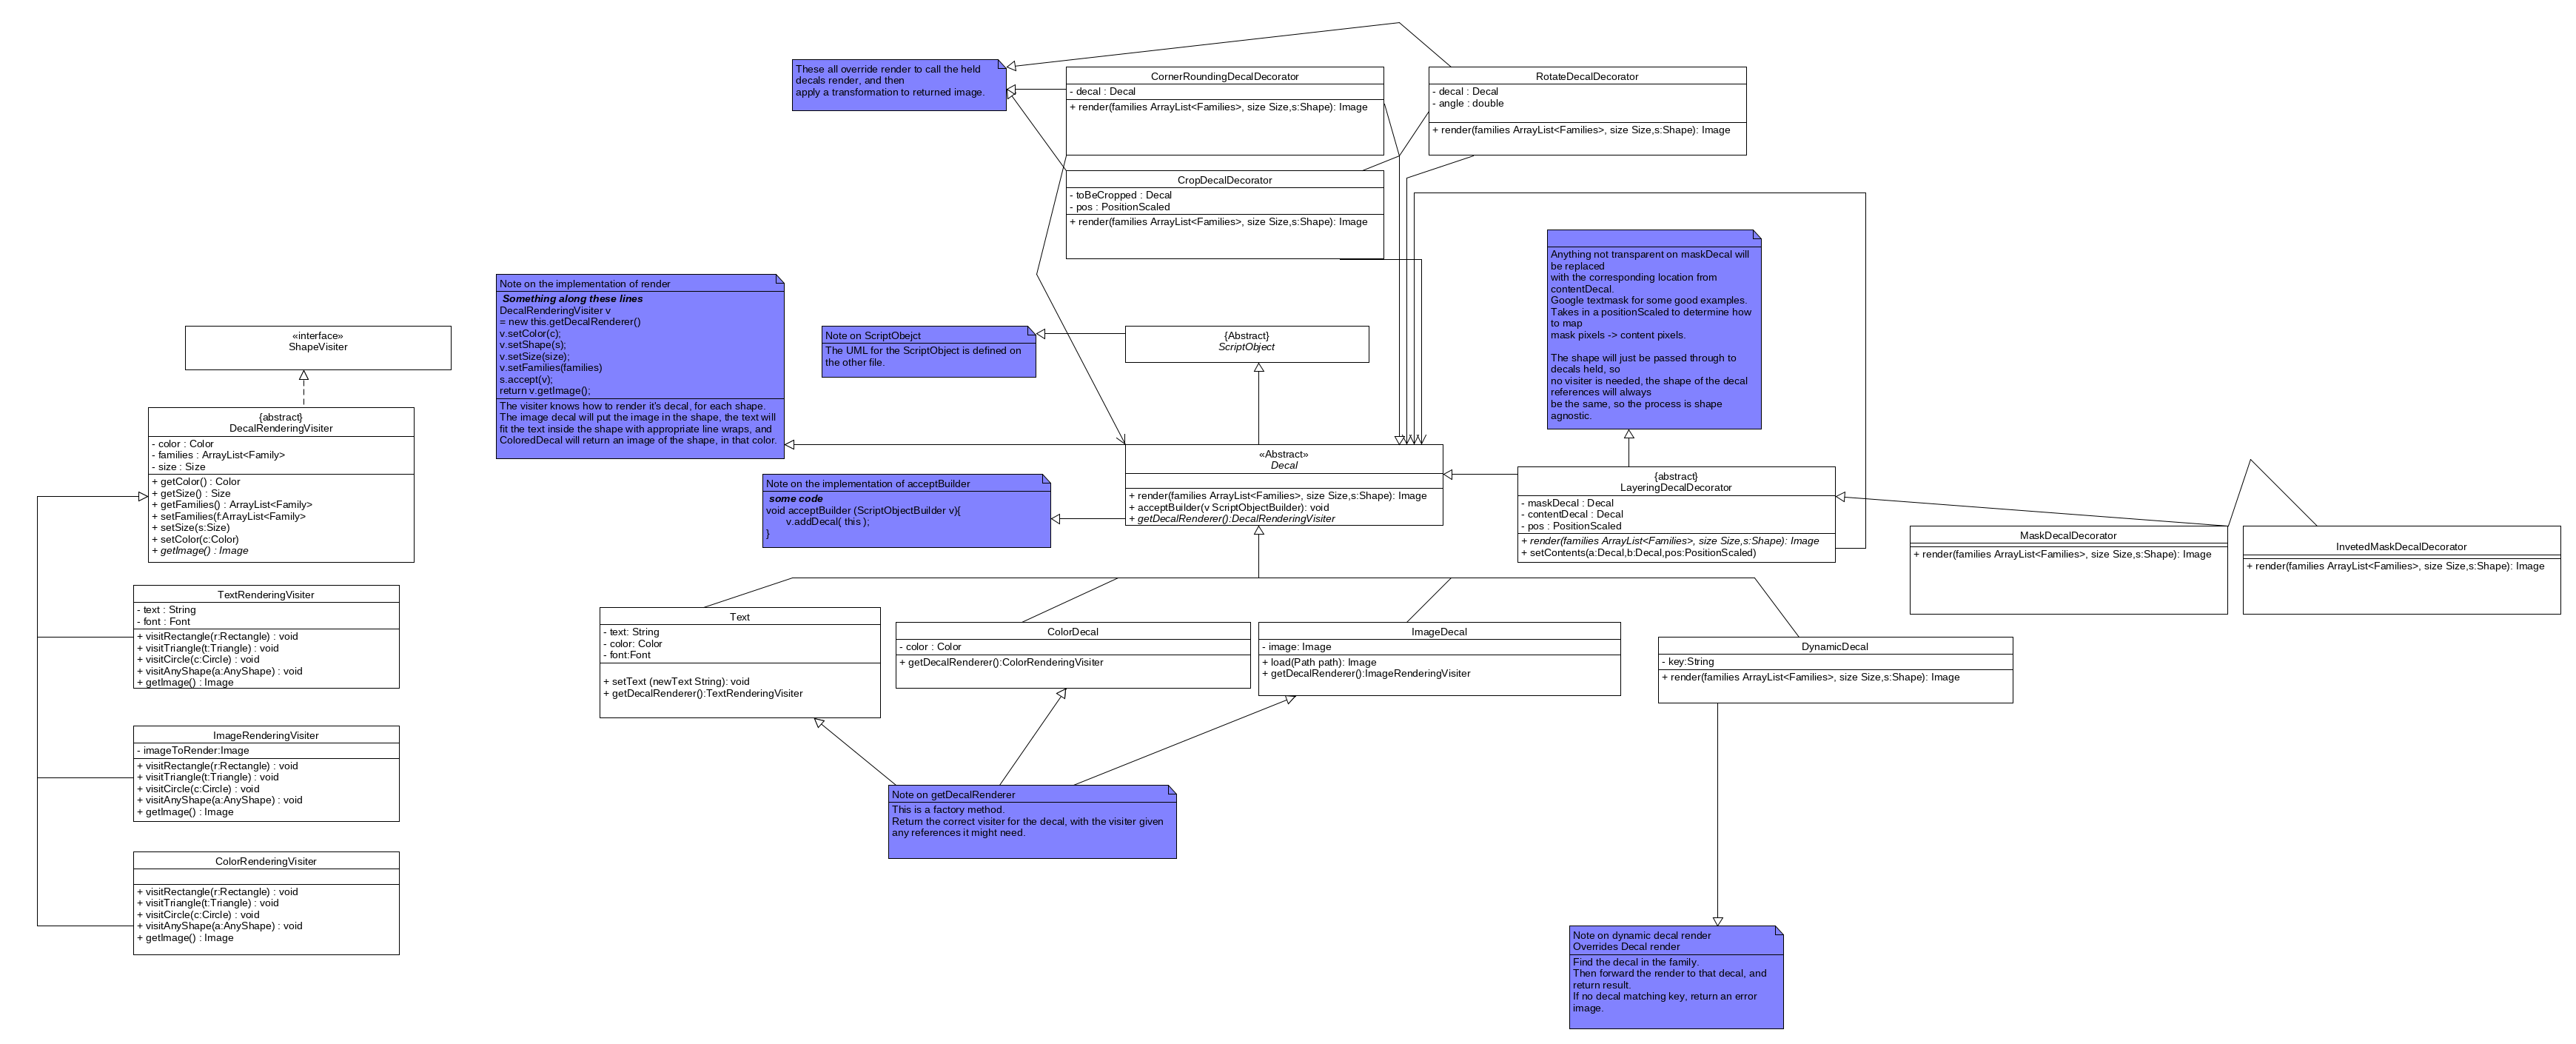 These all override render to call the held
decals render, and then
apply a transformation to returned image.
CornerRoundingDecalDecorator
- decal : Decal
+ render(families ArrayList<Families>, size Size,s:Shape): Image
RotateDecalDecorator
- decal : Decal
- angle : double
+ render(families ArrayList<Families>, size Size,s:Shape): Image
CropDecalDecorator
- toBeCropped : Decal
- pos : PositionScaled
+ render(families ArrayList<Families>, size Size,s:Shape): Image
Anything not transparent on maskDecal will
be replaced
with the corresponding location from
contentDecal.
Google textmask for some good examples.
Takes in a positionScaled to determine how
to map
mask pixels -> content pixels.
The shape will just be passed through to
decals held, so
no visiter is needed, the shape of the decal
references will always
be the same, so the process is shape
agnostic.
Note on the implementation of render
Something along these lines
DecalRenderingVisiter v
= new this.getDecalRenderer()
v.setColor(c);
v.setShape(s);
v.setSize(size);
v.setFamilies(families)
s.accept(v);
return v.getImage();
The visiter knows how to render it's decal, for each shape.
The image decal will put the image in the shape, the text will
fit the text inside the shape with appropriate line wraps, and
ColoredDecal will return an image of the shape, in that color.
«interface»
ShapeVisiter
Note on ScriptObejct
The UML for the ScriptObject is defined on
the other file.
{Abstract}
ScriptObject
{abstract}
DecalRenderingVisiter
- color : Color
- families : ArrayList<Family>
- size : Size
+ getColor() : Color
+ getSize() : Size
+ getFamilies() : ArrayList<Family>
+ setFamilies(f:ArrayList<Family>
+ setSize(s:Size)
+ setColor(c:Color)
+ getImage() : Image
«Abstract»
Decal
+ render(families ArrayList<Families>, size Size,s:Shape): Image
+ acceptBuilder(v ScriptObjectBuilder): void
+ getDecalRenderer():DecalRenderingVisiter
Note on the implementation of acceptBuilder
some code
void acceptBuilder (ScriptObjectBuilder v){
v.addDecal( this );
}
{abstract}
LayeringDecalDecorator
- maskDecal : Decal
- contentDecal : Decal
- pos : PositionScaled
+ render(families ArrayList<Families>, size Size,s:Shape): Image
+ setContents(a:Decal,b:Decal,pos:PositionScaled)
MaskDecalDecorator
+ render(families ArrayList<Families>, size Size,s:Shape): Image
InvetedMaskDecalDecorator
+ render(families ArrayList<Families>, size Size,s:Shape): Image
TextRenderingVisiter
- text : String
- font : Font
+ visitRectangle(r:Rectangle) : void
+ visitTriangle(t:Triangle) : void
+ visitCircle(c:Circle) : void
+ visitAnyShape(a:AnyShape) : void
+ getImage() : Image
Text
- text: String
- color: Color
- font:Font
+ setText (newText String): void
+ getDecalRenderer():TextRenderingVisiter
ColorDecal
- color : Color
+ getDecalRenderer():ColorRenderingVisiter
ImageDecal
- image: Image
+ load(Path path): Image
+ getDecalRenderer():ImageRenderingVisiter
DynamicDecal
- key:String
+ render(families ArrayList<Families>, size Size,s:Shape): Image
ImageRenderingVisiter
- imageToRender:Image
+ visitRectangle(r:Rectangle) : void
+ visitTriangle(t:Triangle) : void
+ visitCircle(c:Circle) : void
+ visitAnyShape(a:AnyShape) : void
+ getImage() : Image
Note on getDecalRenderer
This is a factory method.
Return the correct visiter for the decal, with the visiter given
any references it might need.
ColorRenderingVisiter
+ visitRectangle(r:Rectangle) : void
+ visitTriangle(t:Triangle) : void
+ visitCircle(c:Circle) : void
+ visitAnyShape(a:AnyShape) : void
+ getImage() : Image
Note on dynamic decal render
Overrides Decal render
Find the decal in the family.
Then forward the render to that decal, and
return result.
If no decal matching key, return an error
image.